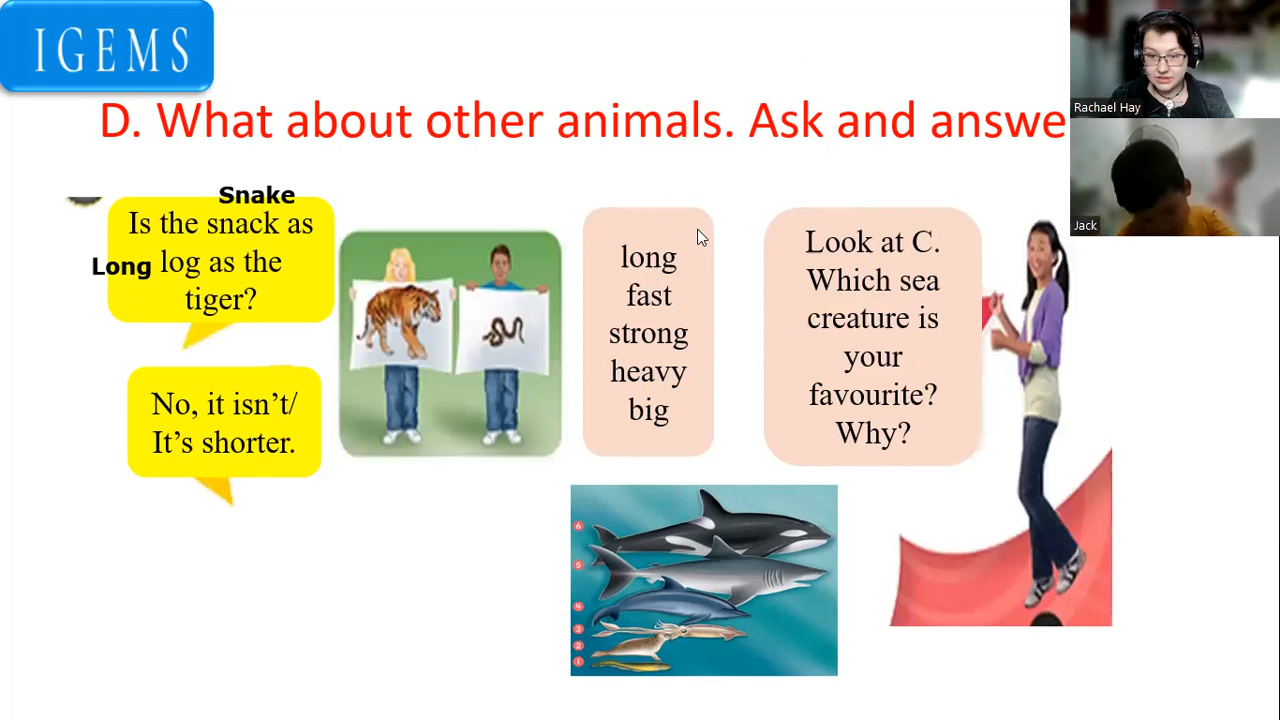 IGEMS
D. What about other animals. Ask and answe
Snake
Is the snack as
Long
log as the
tiger?
No, it isn't/
It's shorter.
long
fast
strong
heavy
big
Look at C.
Which sea
creature is
your
favourite?
Why?
6
5
4
3
2
1
Rachael Hay
Jack